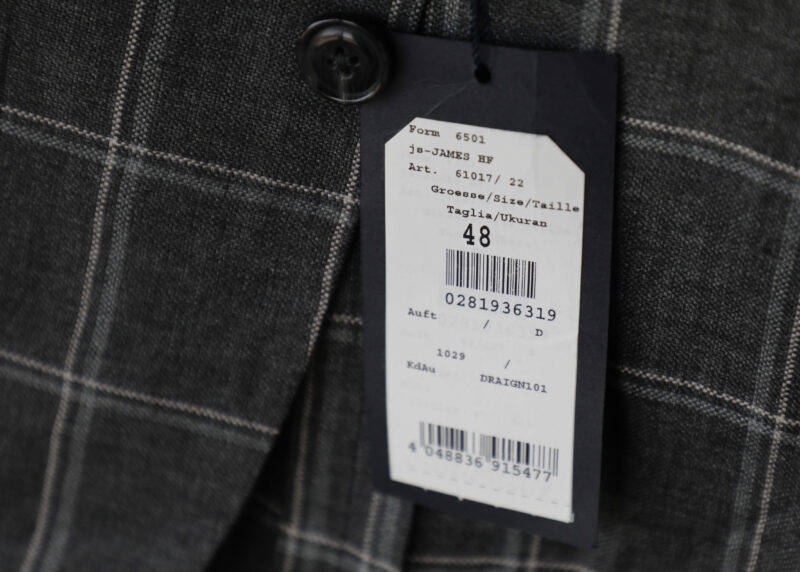 Form 6501
js-JAMES HF
Art. 61017/ 22
Groesse/Size/Taille
Taglia/Ukuran
48
0281936319
Auft / D
1029 /
KdAu DRAIGN101
4 048836 915477